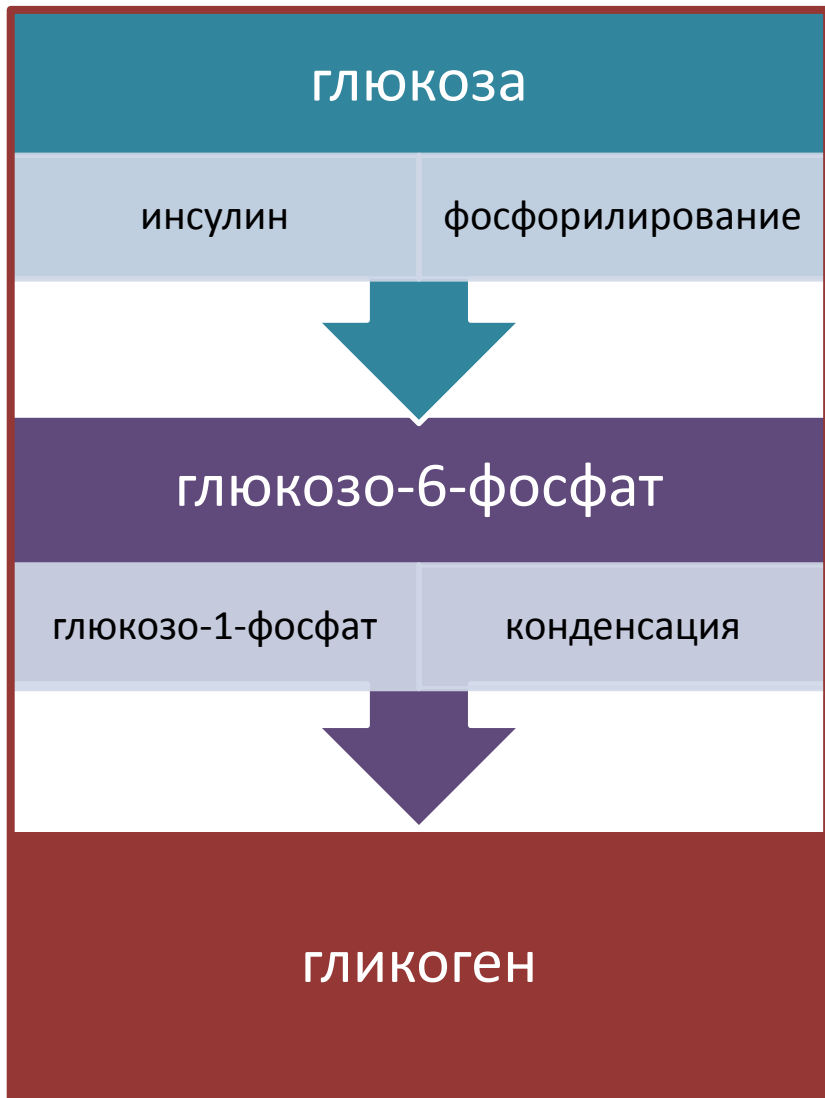 глюкоза
инсулин
фосфорилирование
глюкозо-6-фосфат
глюкозо-1-фосфат
конденсация
гликоген